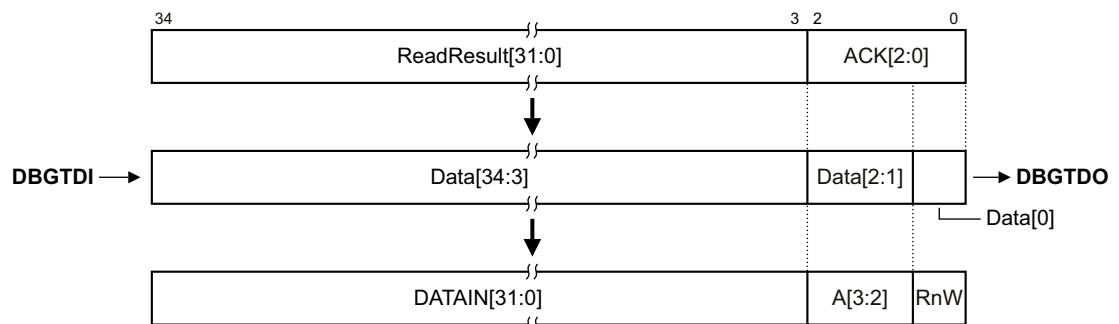 34 3 2 0
ReadResult[31:0] ACK[2:0]
DBGTDI Data[34:3] Data[2:1] DBGTDO
Data[0]
DATAIN[31:0] A[3:2] RnW